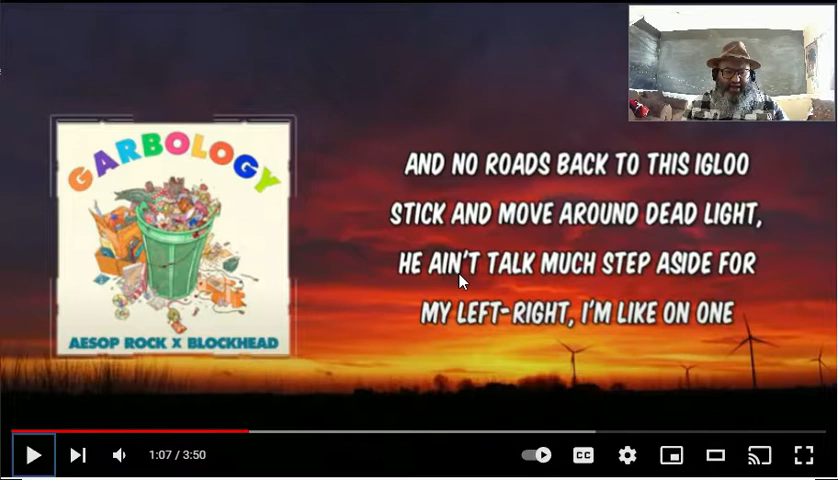 GARBOLOGY
AESOP ROCK X BLOCKHEAD
AND NO ROADS BACK TO THIS IGLOO
STICK AND MOVE AROUND DEAD LIGHT,
HE AIN'T TALK MUCH STEP ASIDE FOR
MY LEFT-RIGHT, I'M LIKE ON ONE
1:07 / 3:50
CC